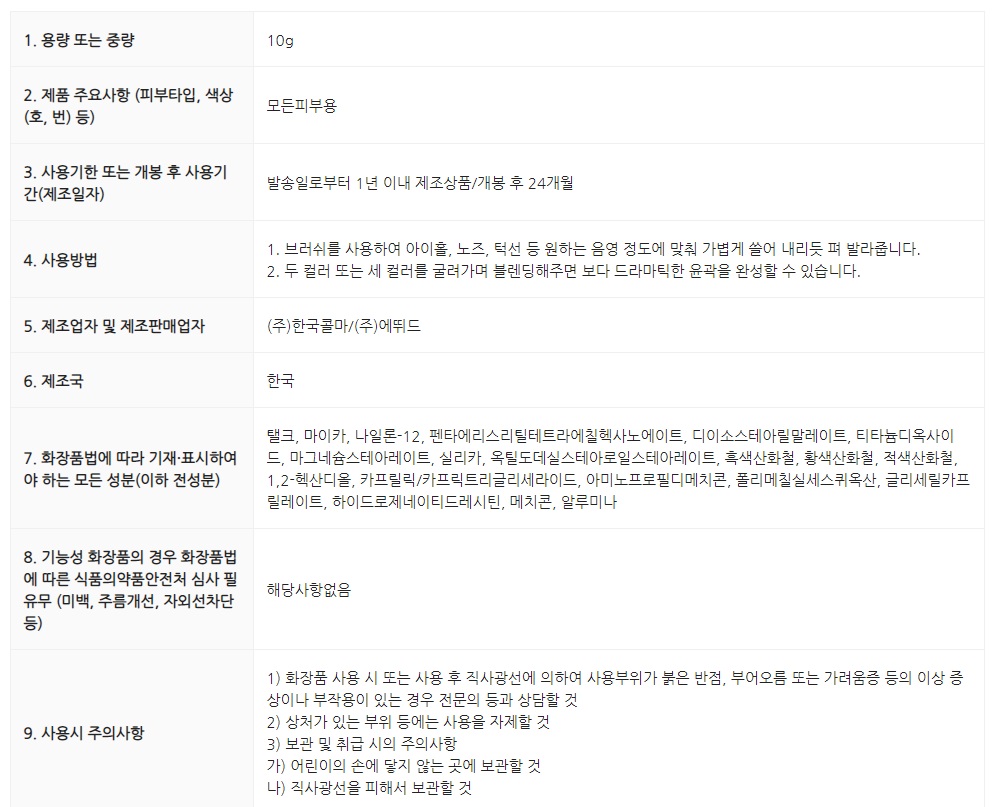 1. 용량 또는 중량
10g
2. 제품 주요사항 (피부타입, 색상
(호, 번) 등)
모든피부용
3. 사용기한 또는 개봉 후 사용기
간(제조일자)
발송일로부터 1년 이내 제조상품/개봉 후 24개월
4. 사용방법
1. 브러쉬를 사용하여 아이홀, 노즈, 턱선 등 원하는 음영 정도에 맞춰 가볍게 쓸어 내리듯 펴 발라줍니다.
2. 두 컬러 또는 세 컬러를 굴려가며 블렌딩해주면 보다 드라마틱한 윤곽을 완성할 수 있습니다.
5. 제조업자 및 제조판매업자
(주)한국콜마/(주)에뛰드
6. 제조국
한국
7. 화장품법에 따라 기재·표시하여
야 하는 모든 성분(이하 전성분)
탤크, 마이카, 나일론-12, 펜타에리스리틸테트라에칠헥사노에이트, 디이소스테아릴말레이트, 티타늄디옥사이
드, 마그네슘스테아레이트, 실리카, 옥틸도데실스테아로일스테아레이트, 흑색산화철, 황색산화철, 적색산화철,
1,2-헥산디올, 카프릴릭/카프릭트리글리세라이드, 아미노프로필디메치콘, 폴리메칠실세스퀴옥산, 글리세릴카프
릴레이트, 하이드로제네이티드레시틴, 메치콘, 알루미나
8. 기능성 화장품의 경우 화장품법
에 따른 식품의약품안전처 심사 필
유무 (미백, 주름개선, 자외선차단
등)
해당사항없음
9. 사용시 주의사항
1) 화장품 사용 시 또는 사용 후 직사광선에 의하여 사용부위가 붉은 반점, 부어오름 또는 가려움증 등의 이상 증
상이나 부작용이 있는 경우 전문의 등과 상담할 것
2) 상처가 있는 부위 등에는 사용을 자제할 것
3) 보관 및 취급 시의 주의사항
가) 어린이의 손에 닿지 않는 곳에 보관할 것
나) 직사광선을 피해서 보관할 것